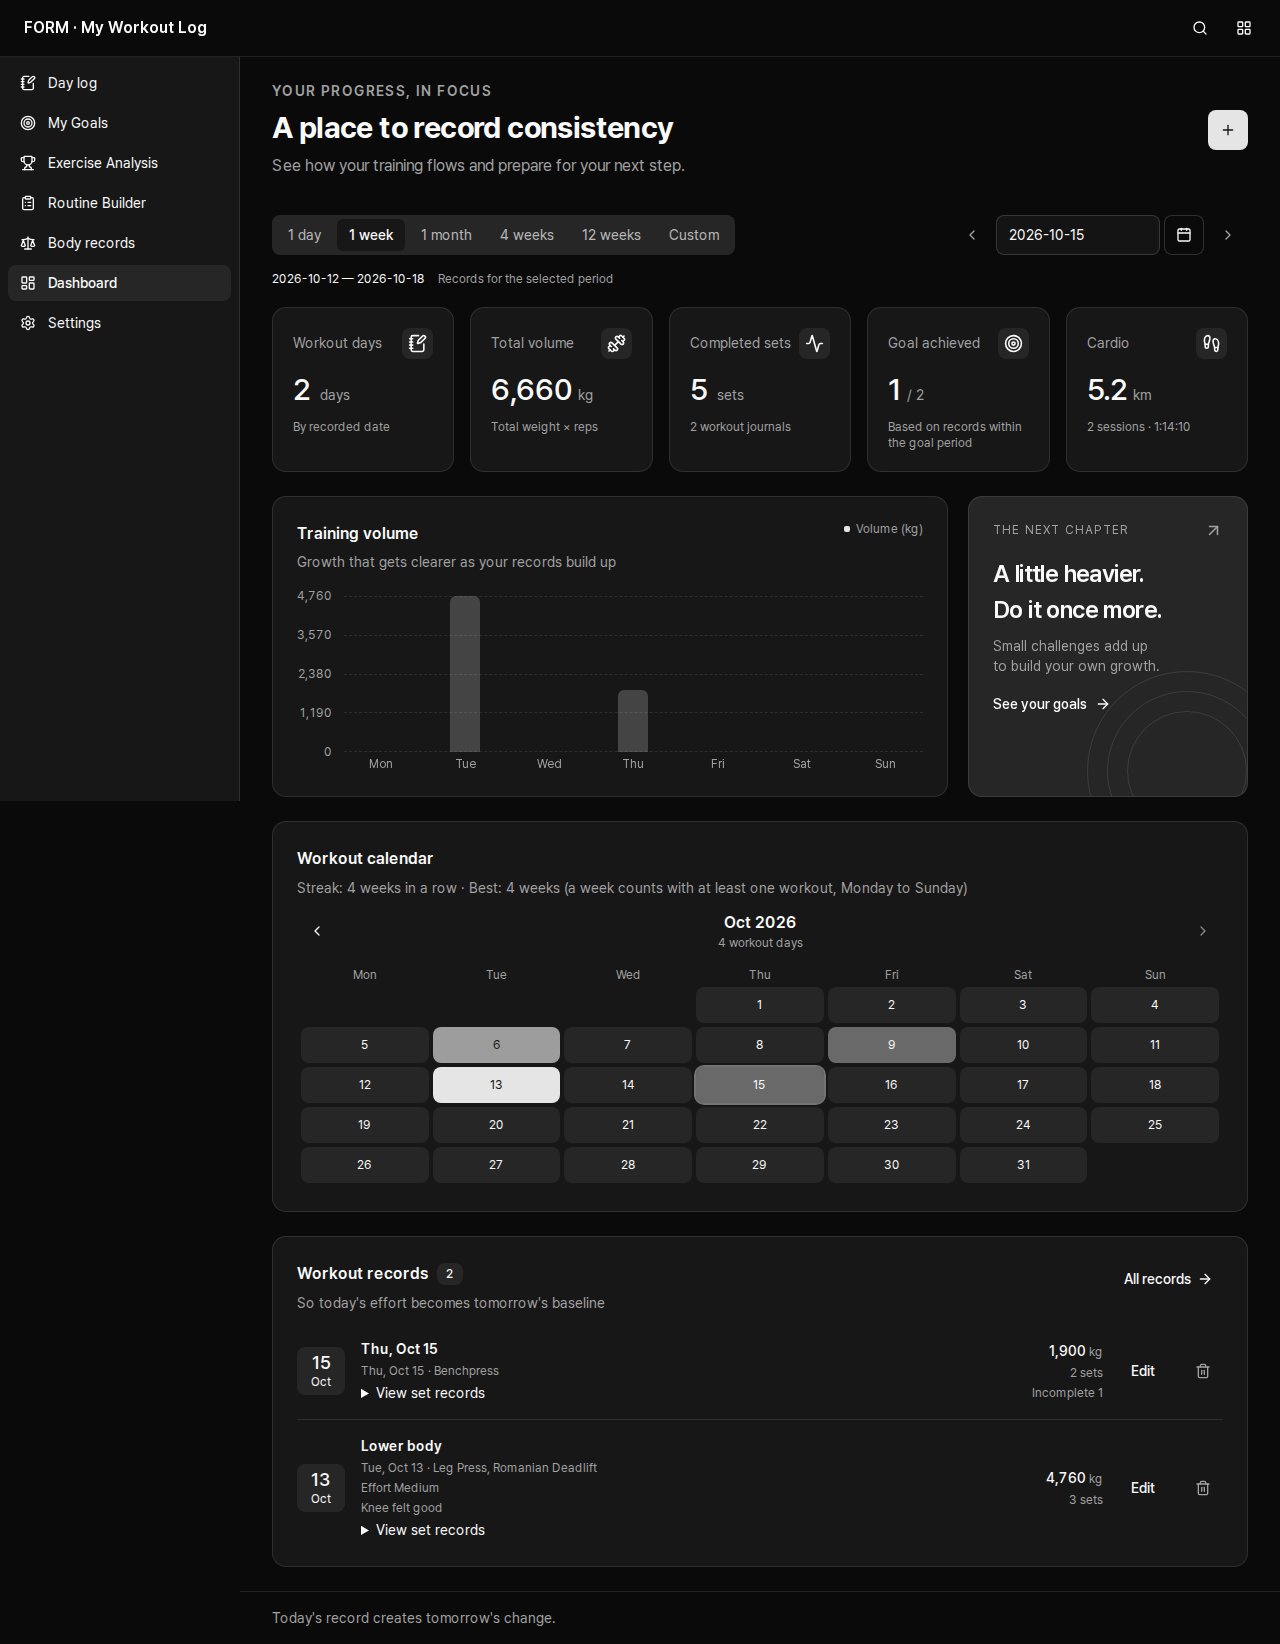 FORM · My Workout Log
Day log
My Goals
Exercise Analysis
Routine Builder
Body records
Dashboard
Settings
YOUR PROGRESS, IN FOCUS
A place to record consistency
See how your training flows and prepare for your next step.
1 day 1 week 1 month 4 weeks 12 weeks Custom
2026-10-15
2026-10-12 — 2026-10-18 Records for the selected period
Workout days
2 days
By recorded date
Total volume
6,660 kg
Total weight × reps
Completed sets
5 sets
2 workout journals
Goal achieved
1 / 2
Based on records within
the goal period
Cardio
5.2 km
2 sessions · 1:14:10
Training volume
Volume (kg)
Growth that gets clearer as your records build up
4,760
3,570
2,380
1,190
0
Mon Tue Wed Thu Fri Sat Sun
THE NEXT CHAPTER
A little heavier.
Do it once more.
Small challenges add up
to build your own growth.
See your goals
Workout calendar
Streak: 4 weeks in a row · Best: 4 weeks (a week counts with at least one workout, Monday to Sunday)
Oct 2026
4 workout days
Mon Tue Wed Thu Fri Sat Sun
1 2 3 4
5 6 7 8 9 10 11
12 13 14 15 16 17 18
19 20 21 22 23 24 25
26 27 28 29 30 31
Workout records 2
All records
So today's effort becomes tomorrow's baseline
15
Oct
Thu, Oct 15
Thu, Oct 15 · Benchpress
View set records
1,900 kg
2 sets
Incomplete 1
Edit
13
Oct
Lower body
Tue, Oct 13 · Leg Press, Romanian Deadlift
Effort Medium
Knee felt good
View set records
4,760 kg
3 sets
Edit
Today's record creates tomorrow's change.